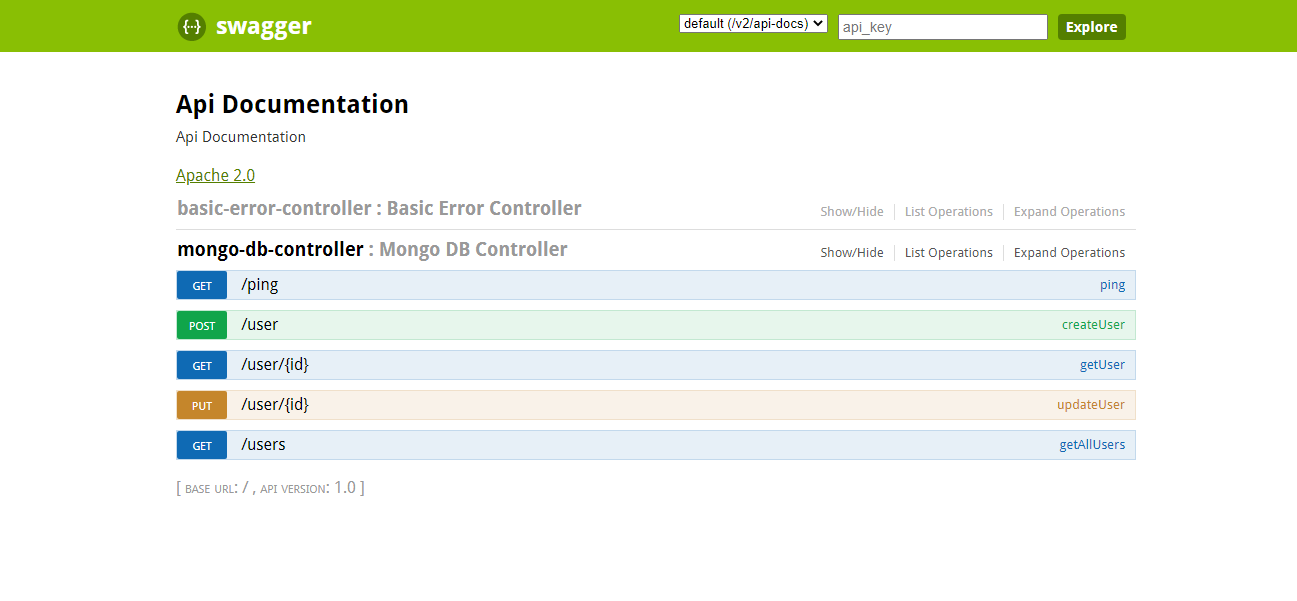 {···} swagger default (/v2/api-docs) api_key Explore
Api Documentation
Api Documentation
Apache 2.0
basic-error-controller : Basic Error Controller Show/Hide List Operations Expand Operations
mongo-db-controller : Mongo DB Controller Show/Hide List Operations Expand Operations
GET /ping ping
POST /user createUser
GET /user/{id} getUser
PUT /user/{id} updateUser
GET /users getAllUsers
[ BASE URL: / , API VERSION: 1.0 ]